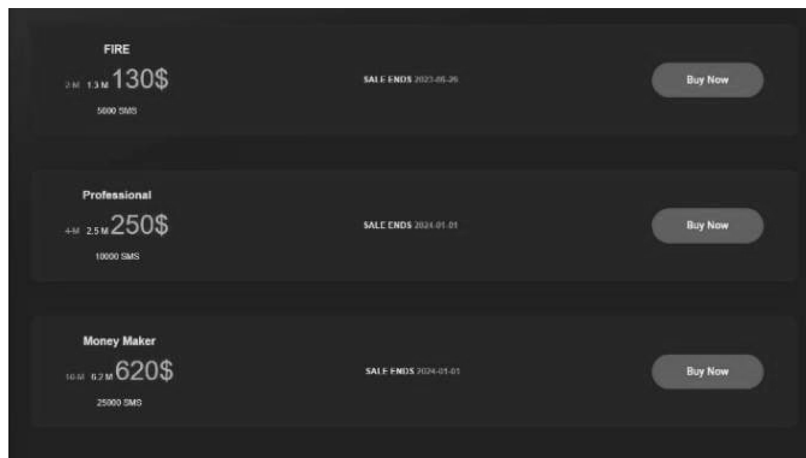 FIRE
2 M 1.3 M 130$
5000 SMS
SALE ENDS 2023-06-26
Buy Now
Professional
4 M 2.5 M 250$
10000 SMS
SALE ENDS 2024-01-01
Buy Now
Money Maker
10 M 6.2 M 620$
25000 SMS
SALE ENDS 2024-01-01
Buy Now